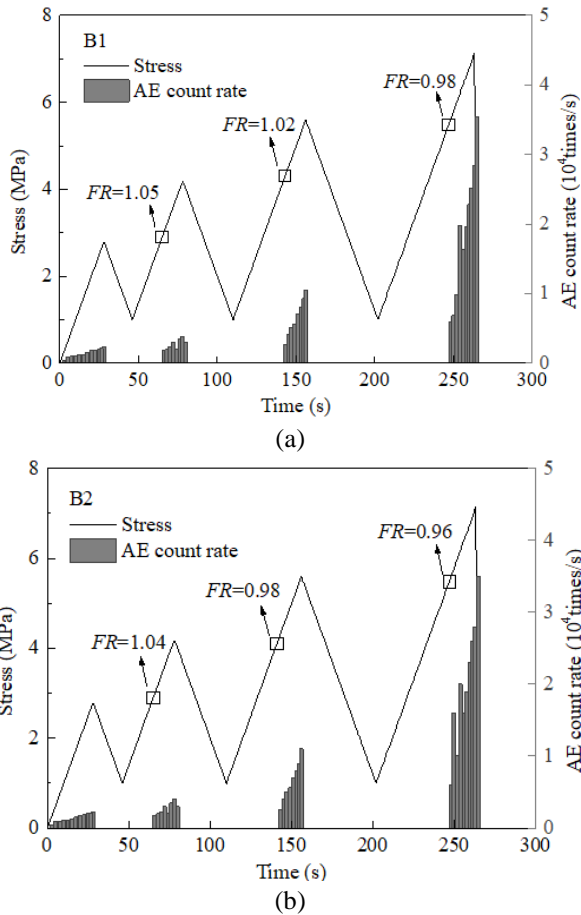 B1
Stress
AE count rate
FR=1.05
FR=1.02
FR=0.98
8
6
4
2
0
Stress (MPa)
5
4
3
2
1
0
AE count rate (10⁴times/s)
0 50 100 150 200 250 300
Time (s)
(a)
B2
Stress
AE count rate
FR=1.04
FR=0.98
FR=0.96
8
6
4
2
0
Stress (MPa)
5
4
3
2
1
0
AE count rate (10⁴times/s)
0 50 100 150 200 250 300
Time (s)
(b)